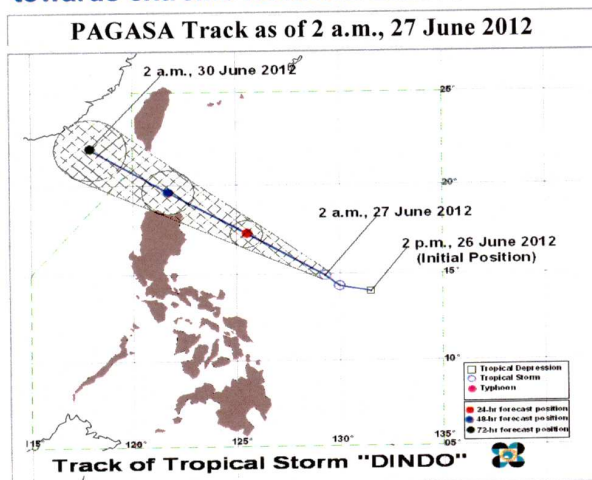 PAGASA Track as of 2 a.m., 27 June 2012
2 a.m., 30 June 2012
25°
20°
2 a.m., 27 June 2012
2 p.m., 26 June 2012
(Initial Position)
15°
10°
Tropical Depression
Tropical Storm
Typhoon
24-hr forecast position
48-hr forecast position
72-hr forecast position
115°
120°
125°
130°
135°
05°
Track of Tropical Storm "DINDO"